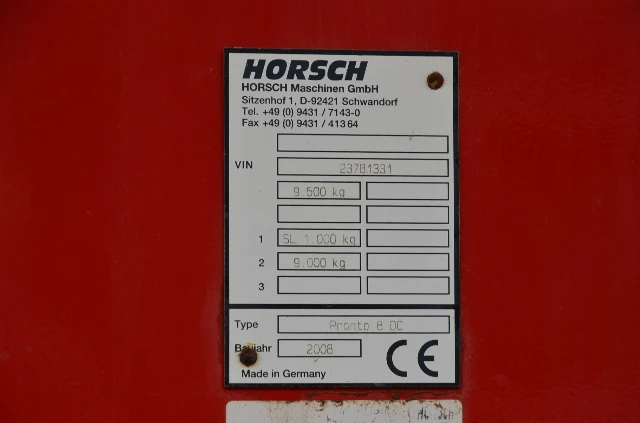 HORSCH
HORSCH Maschinen GmbH
Sitzenhof 1, D-92421 Schwandorf
Tel. +49 (0) 9431 / 7143-0
Fax +49 (0) 9431 / 41364
VIN 23781331
9.500 kg
1 SL 1.000 kg
2 9.000 kg
3
Type Pronto 8 DC
Baujahr 2008 CE
Made in Germany